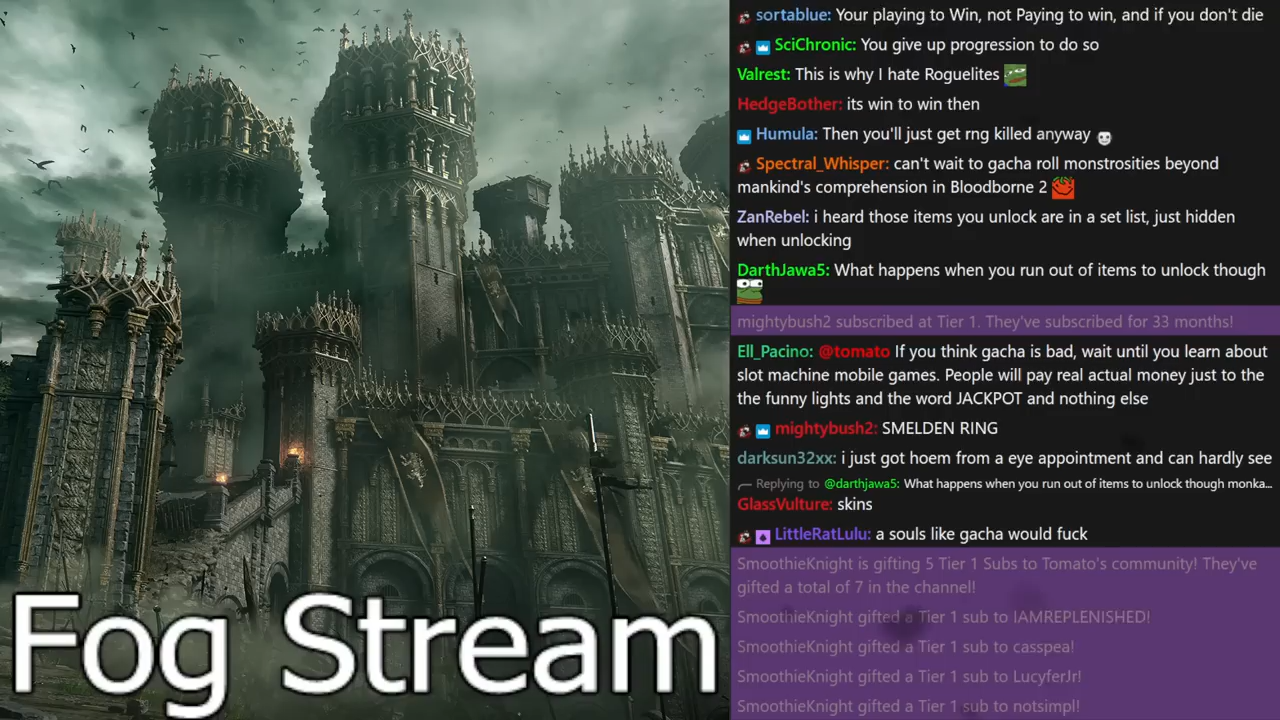 Fog Stream
sortablue: Your playing to Win, not Paying to win, and if you don't die
SciChronic: You give up progression to do so
Valrest: This is why I hate Roguelites
HedgeBother: its win to win then
Humula: Then you'll just get rng killed anyway
Spectral_Whisper: can't wait to gacha roll monstrosities beyond
mankind's comprehension in Bloodborne 2
ZanRebel: i heard those items you unlock are in a set list, just hidden
when unlocking
DarthJawa5: What happens when you run out of items to unlock though
mightybush2 subscribed at Tier 1. They've subscribed for 33 months!
Ell_Pacino: @tomato If you think gacha is bad, wait until you learn about
slot machine mobile games. People will pay real actual money just to the
the funny lights and the word JACKPOT and nothing else
mightybush2: SMELDEN RING
darksun32xx: i just got hoem from a eye appointment and can hardly see
Replying to @darthjawa5: What happens when you run out of items to unlock though monka...
GlassVulture: skins
LittleRatLulu: a souls like gacha would fuck
SmoothieKnight is gifting 5 Tier 1 Subs to Tomato's community! They've
gifted a total of 7 in the channel!
SmoothieKnight gifted a Tier 1 sub to IAMREPLENISHED!
SmoothieKnight gifted a Tier 1 sub to casspea!
SmoothieKnight gifted a Tier 1 sub to LucyferJr!
SmoothieKnight gifted a Tier 1 sub to notsimpl!